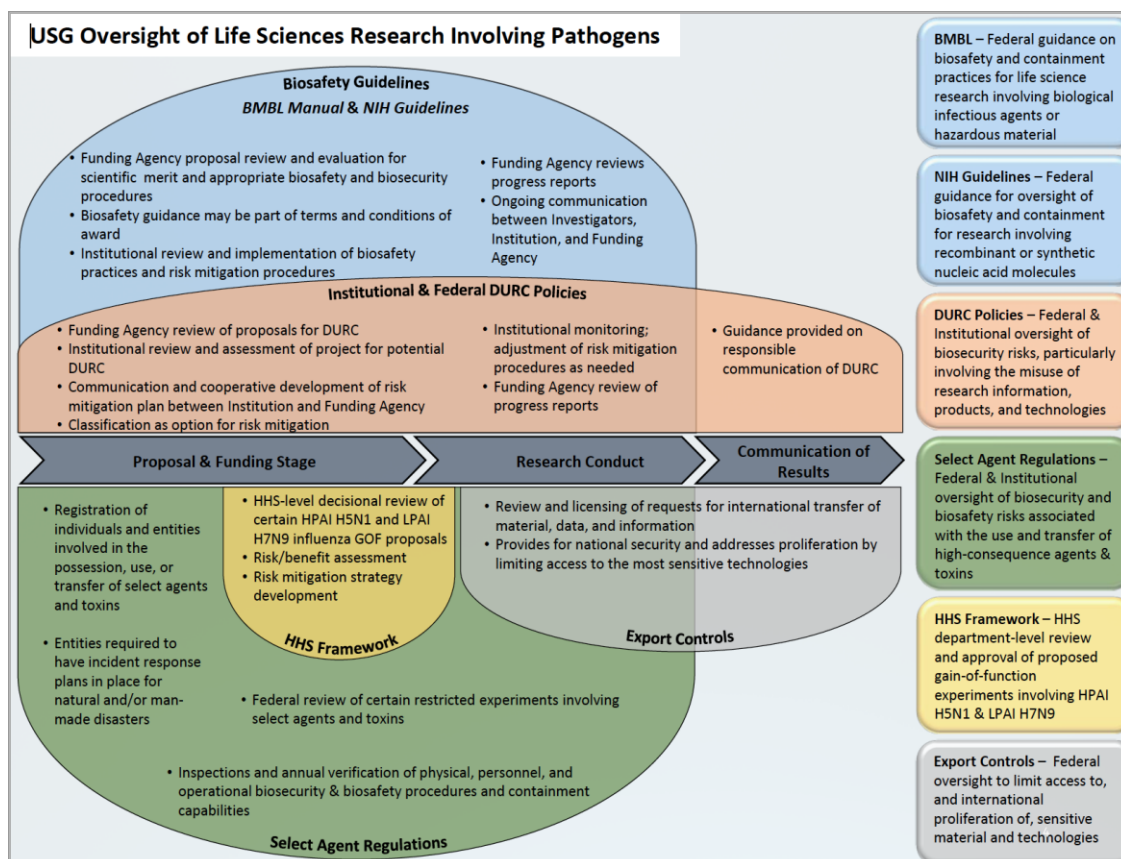 USG Oversight of Life Sciences Research Involving Pathogens
Biosafety Guidelines
BMBL Manual & NIH Guidelines
• Funding Agency proposal review and evaluation for
scientific merit and appropriate biosafety and biosecurity
procedures
• Biosafety guidance may be part of terms and conditions of
award
• Institutional review and implementation of biosafety
practices and risk mitigation procedures
• Funding Agency reviews
progress reports
• Ongoing communication
between Investigators,
Institution, and Funding
Agency
Institutional & Federal DURC Policies
• Funding Agency review of proposals for DURC
• Institutional review and assessment of project for potential
DURC
• Communication and cooperative development of risk
mitigation plan between Institution and Funding Agency
• Classification as option for risk mitigation
• Institutional monitoring;
adjustment of risk mitigation
procedures as needed
• Funding Agency review of
progress reports
• Guidance provided on
responsible
communication of DURC
Proposal & Funding Stage
Research Conduct
Communication of
Results
• Registration of
individuals and entities
involved in the
possession, use, or
transfer of select agents
and toxins
• Entities required to
have incident response
plans in place for
natural and/or man-
made disasters
• HHS-level decisional review of
certain HPAI H5N1 and LPAI
H7N9 influenza GOF proposals
• Risk/benefit assessment
• Risk mitigation strategy
development
HHS Framework
• Review and licensing of requests for international transfer of
material, data, and information
• Provides for national security and addresses proliferation by
limiting access to the most sensitive technologies
Export Controls
• Federal review of certain restricted experiments involving
select agents and toxins
• Inspections and annual verification of physical, personnel, and
operational biosecurity & biosafety procedures and containment
capabilities
Select Agent Regulations
BMBL – Federal guidance on
biosafety and containment
practices for life science
research involving biological
infectious agents or
hazardous material
NIH Guidelines – Federal
guidance for oversight of
biosafety and containment
for research involving
recombinant or synthetic
nucleic acid molecules
DURC Policies – Federal &
Institutional oversight of
biosecurity risks, particularly
involving the misuse of
research information,
products, and technologies
Select Agent Regulations –
Federal & Institutional
oversight of biosecurity and
biosafety risks associated
with the use and transfer of
high-consequence agents &
toxins
HHS Framework – HHS
department-level review
and approval of proposed
gain-of-function
experiments involving HPAI
H5N1 & LPAI H7N9
Export Controls – Federal
oversight to limit access to,
and international
proliferation of, sensitive
material and technologies